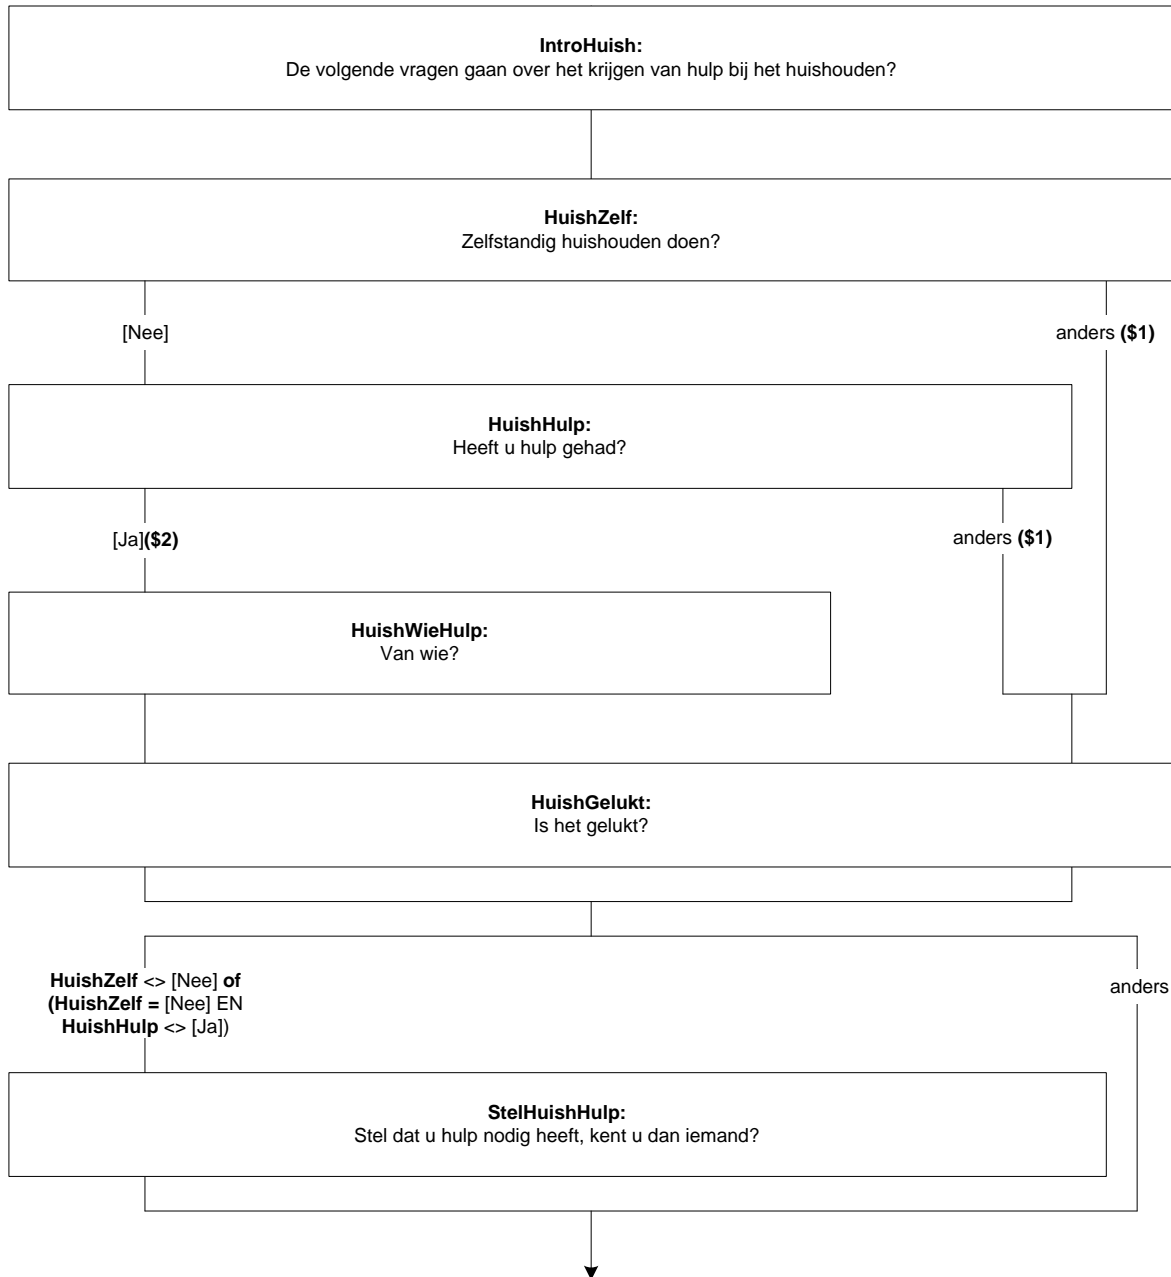 IntroHuish:
De volgende vragen gaan over het krijgen van hulp bij het huishouden?
HuishZelf:
Zelfstandig huishouden doen?
[Nee]
anders ($1)
HuishHulp:
Heeft u hulp gehad?
[Ja]($2)
anders ($1)
HuishWieHulp:
Van wie?
HuishGelukt:
Is het gelukt?
HuishZelf <> [Nee] of
(HuishZelf = [Nee] EN
HuishHulp <> [Ja])
anders
StelHuishHulp:
Stel dat u hulp nodig heeft, kent u dan iemand?